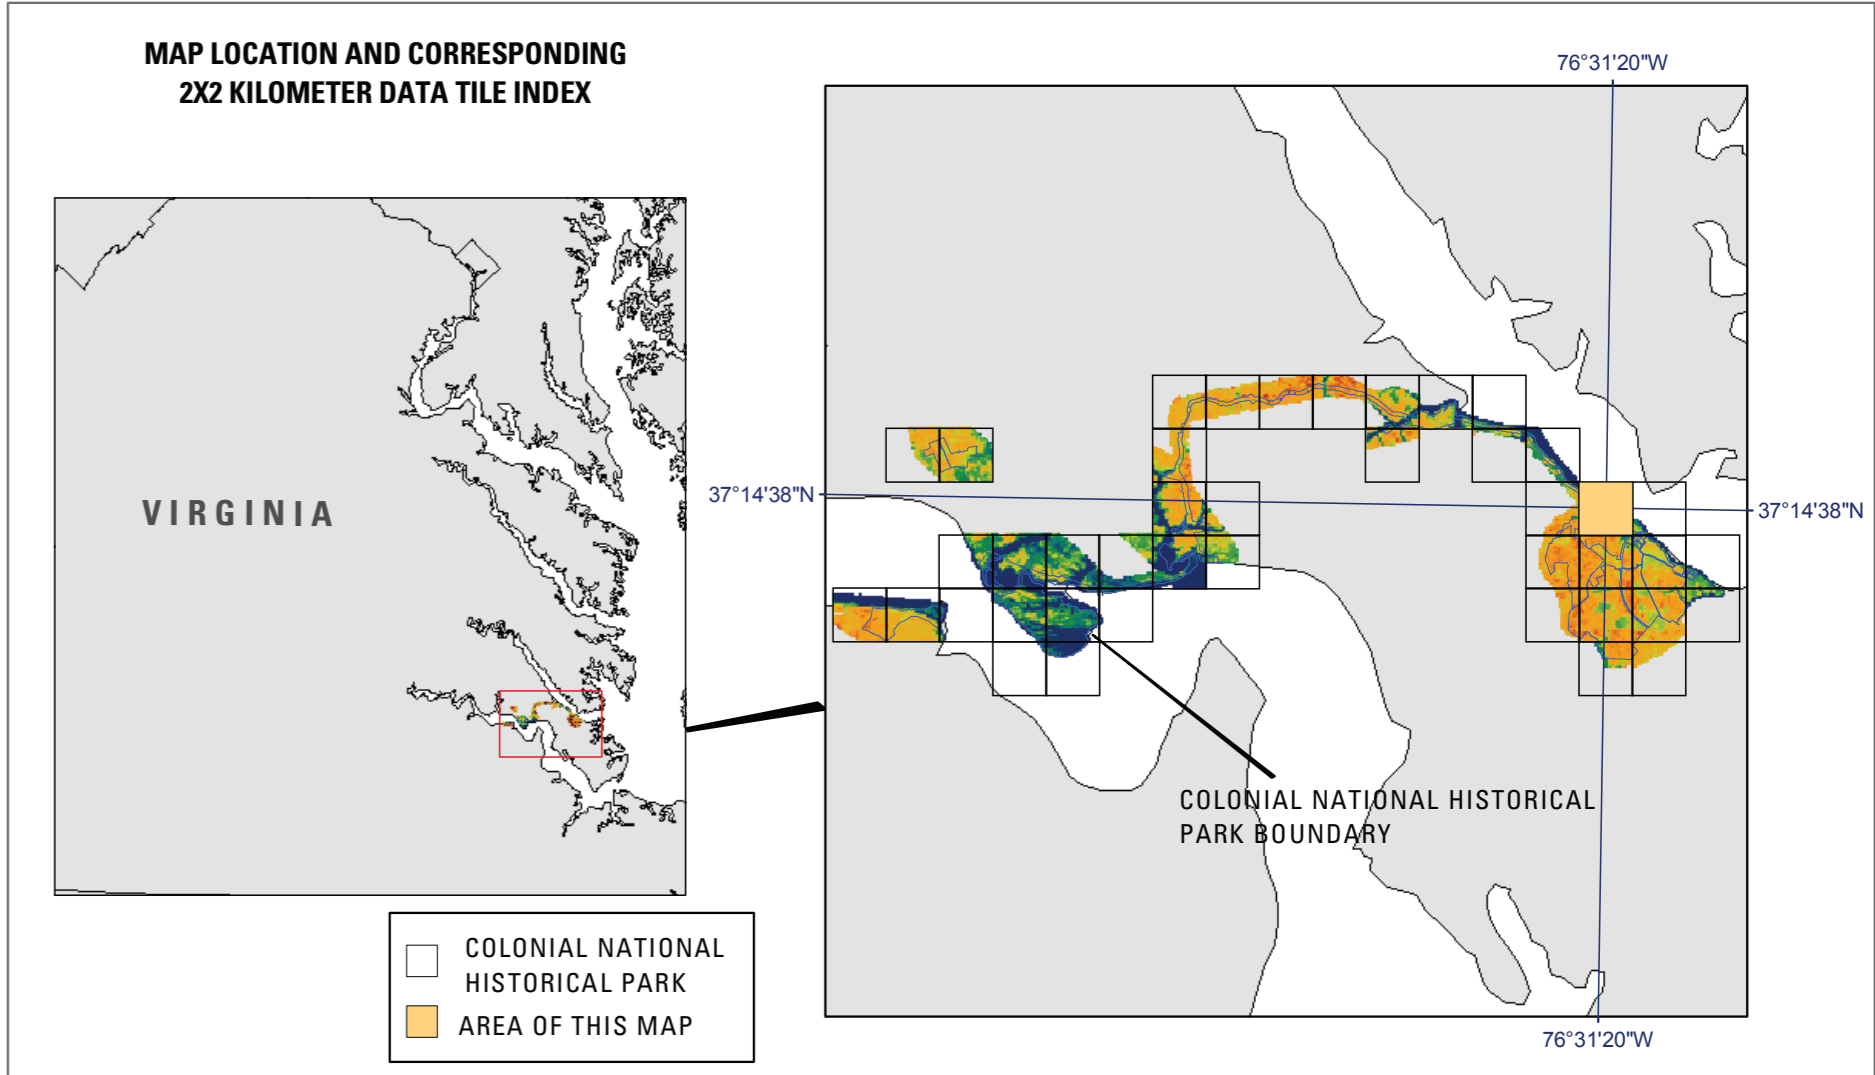 MAP LOCATION AND CORRESPONDING
2X2 KILOMETER DATA TILE INDEX
76°31'20"W
VIRGINIA
37°14'38"N
37°14'38"N
COLONIAL NATIONAL HISTORICAL
PARK BOUNDARY
COLONIAL NATIONAL
HISTORICAL PARK
AREA OF THIS MAP
76°31'20"W